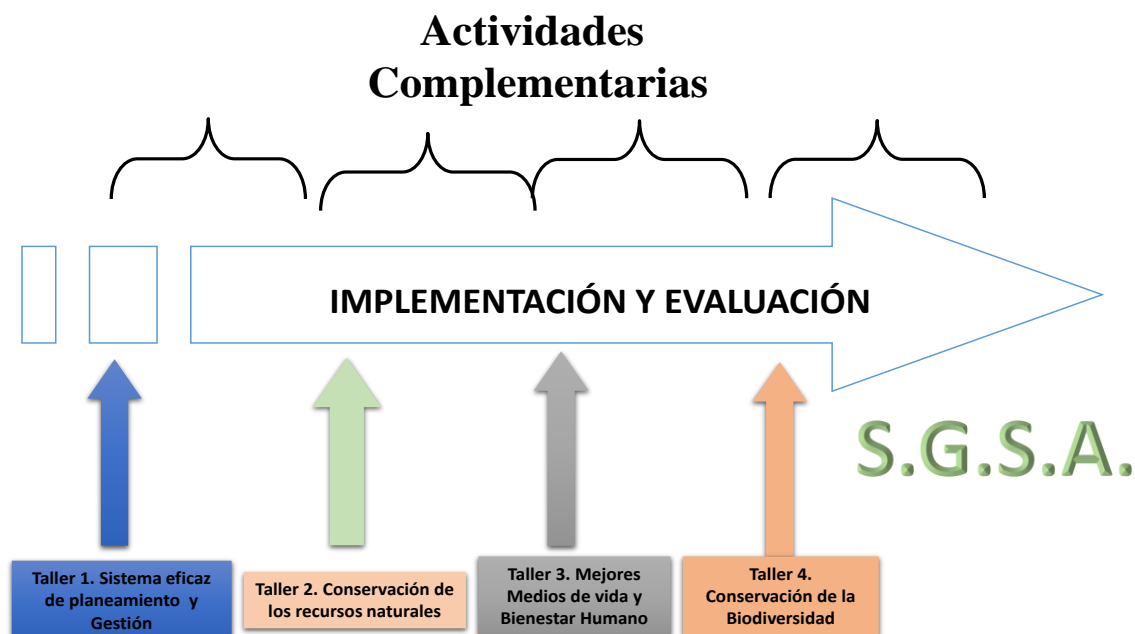 Actividades
Complementarias
IMPLEMENTACIÓN Y EVALUACIÓN
S.G.S.A.
Taller 1. Sistema eficaz
de planeamiento y
Gestión
Taller 2. Conservación de
los recursos naturales
Taller 3. Mejores
Medios de vida y
Bienestar Humano
Taller 4.
Conservación de la
Biodiversidad